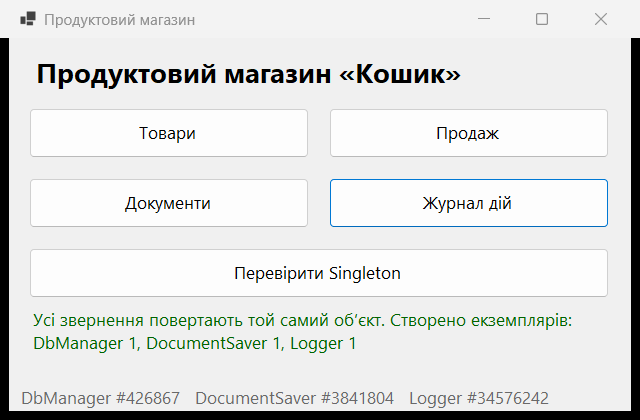 Продуктовий магазин
Продуктовий магазин «Кошик»
Товари
Продаж
Документи
Журнал дій
Перевірити Singleton
Усі звернення повертають той самий об’єкт. Створено екземплярів:
DbManager 1, DocumentSaver 1, Logger 1
DbManager #426867 DocumentSaver #3841804 Logger #34576242